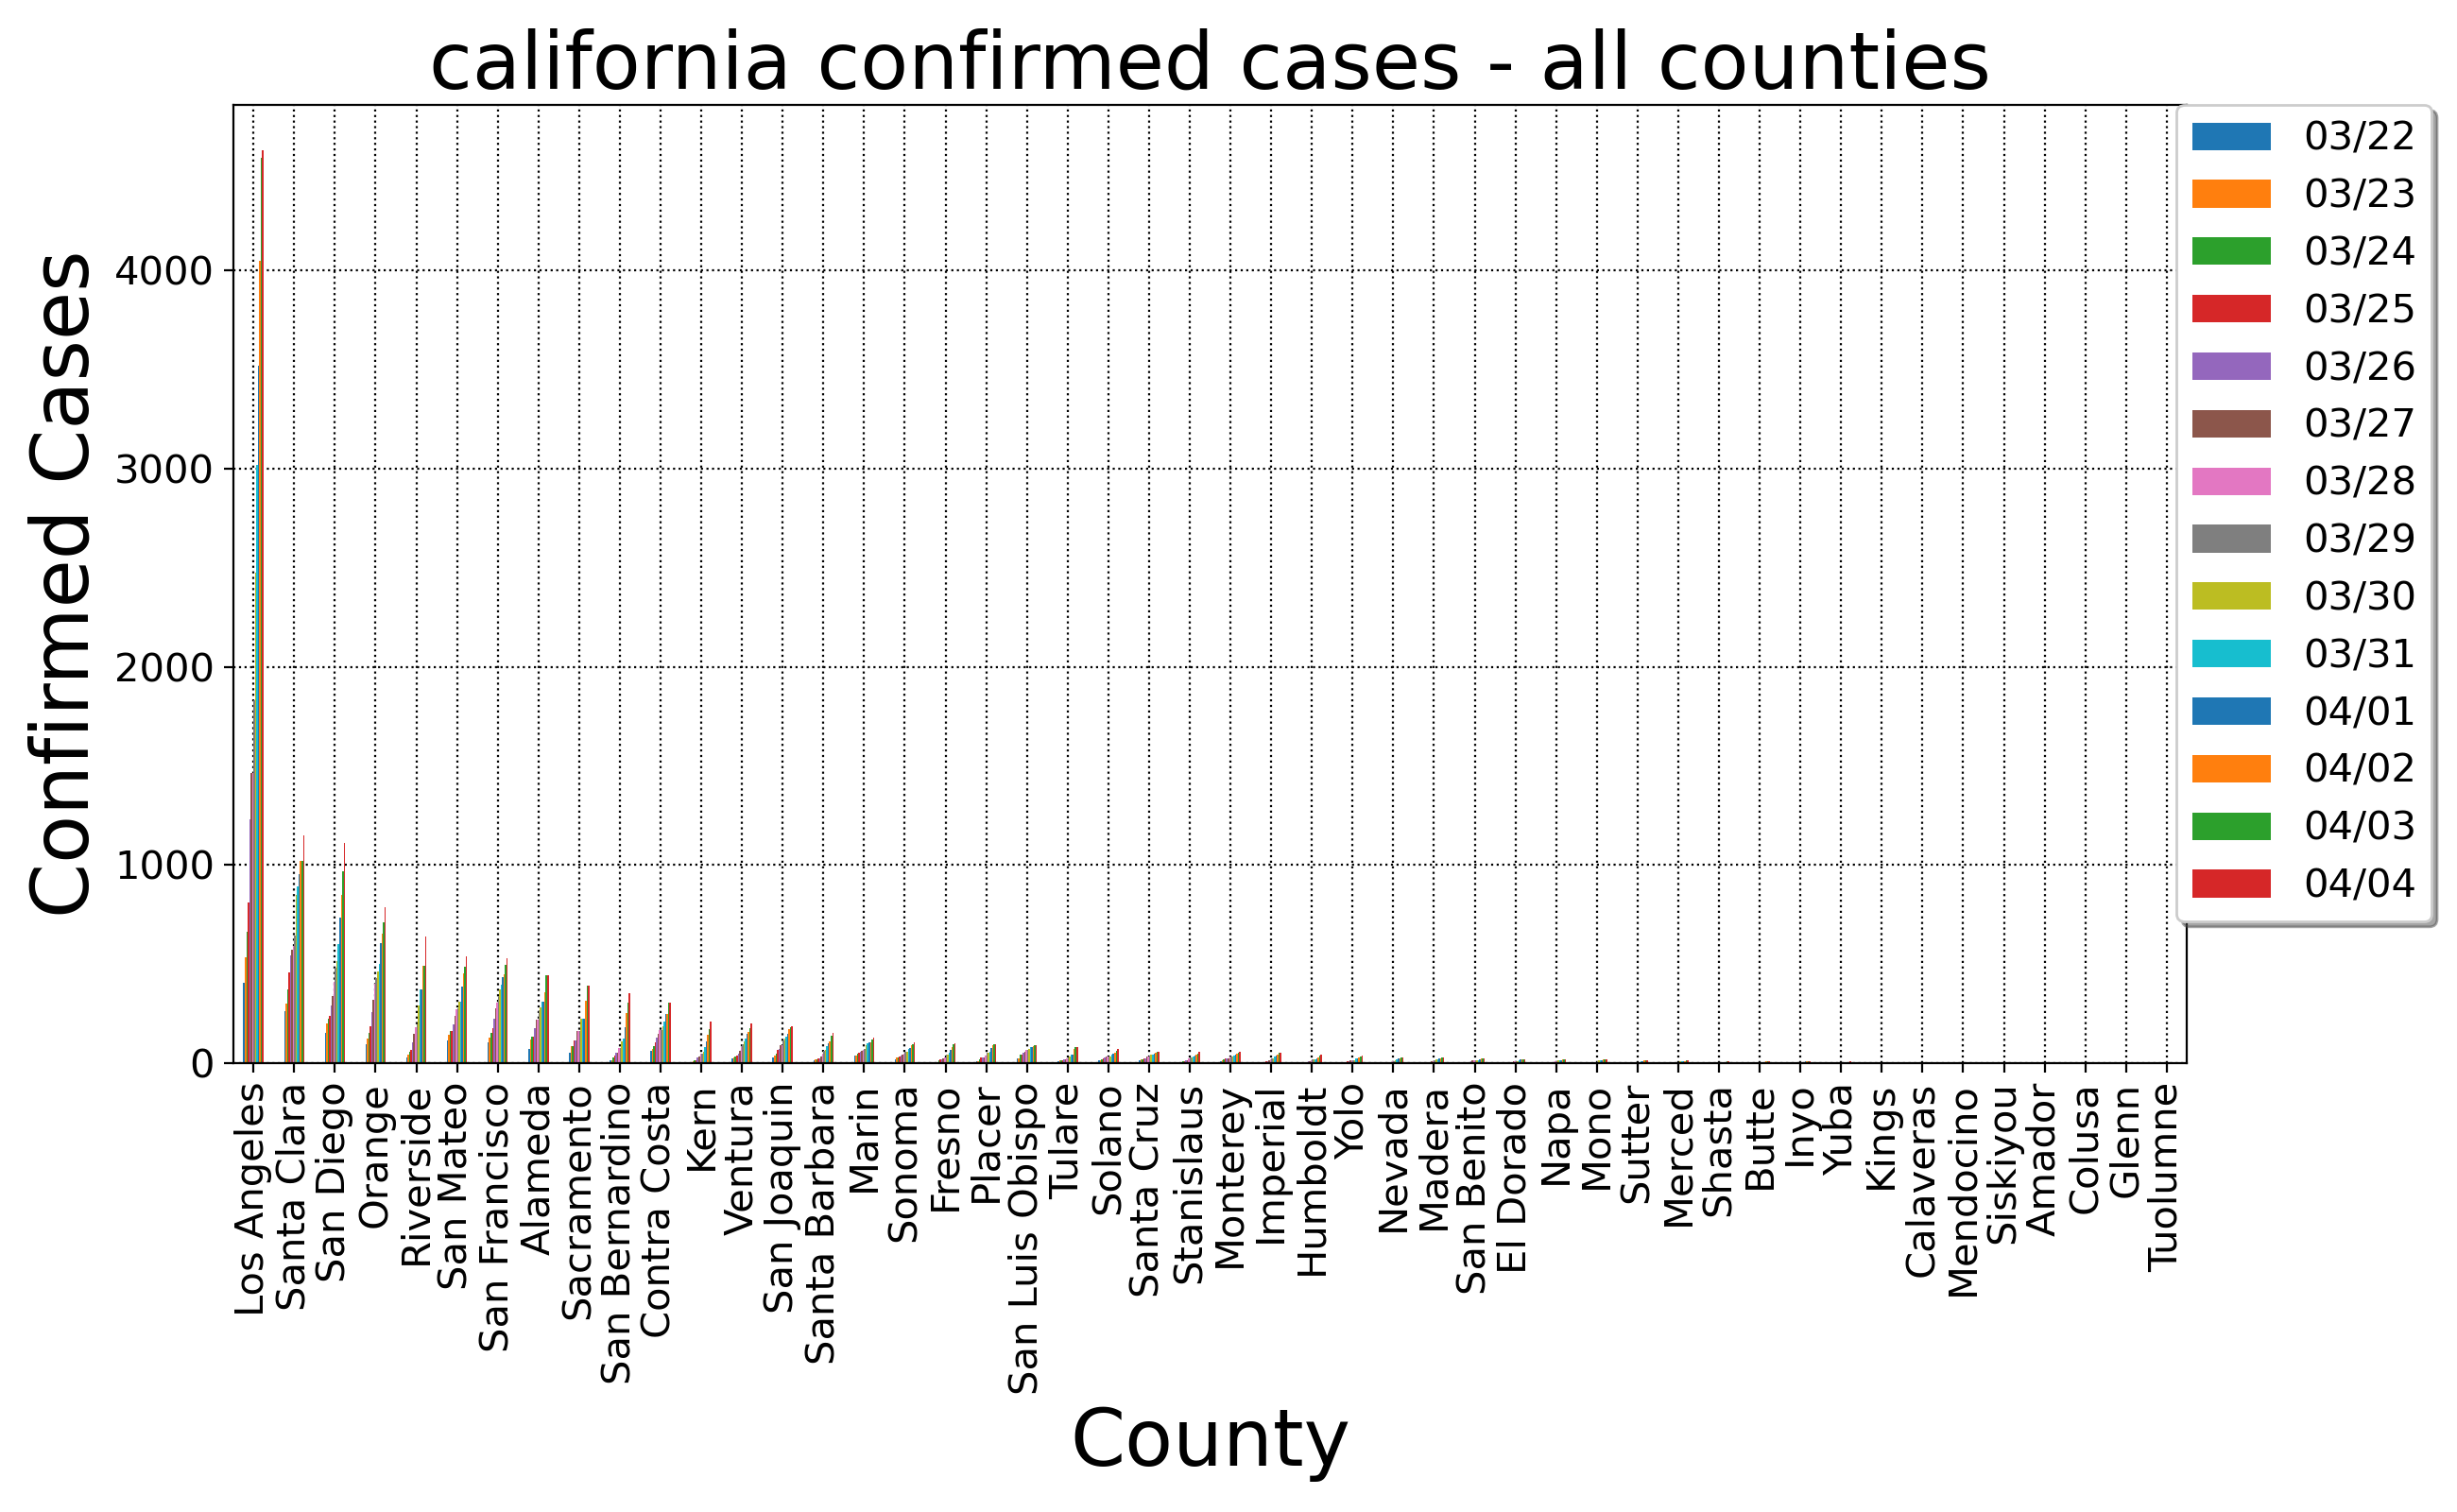 california confirmed cases - all counties
Confirmed Cases
4000
3000
2000
1000
0
03/22
03/23
03/24
03/25
03/26
03/27
03/28
03/29
03/30
03/31
04/01
04/02
04/03
04/04
Los Angeles
Santa Clara
San Diego
Orange
Riverside
San Mateo
San Francisco
Alameda
Sacramento
San Bernardino
Contra Costa
Kern
Ventura
San Joaquin
Santa Barbara
Marin
Sonoma
Fresno
Placer
San Luis Obispo
Tulare
Solano
Santa Cruz
Stanislaus
Monterey
Imperial
Humboldt
Yolo
Nevada
Madera
San Benito
El Dorado
Napa
Mono
Sutter
Merced
Shasta
Butte
Inyo
Yuba
Kings
Calaveras
Mendocino
Siskiyou
Amador
Colusa
Glenn
Tuolumne
County